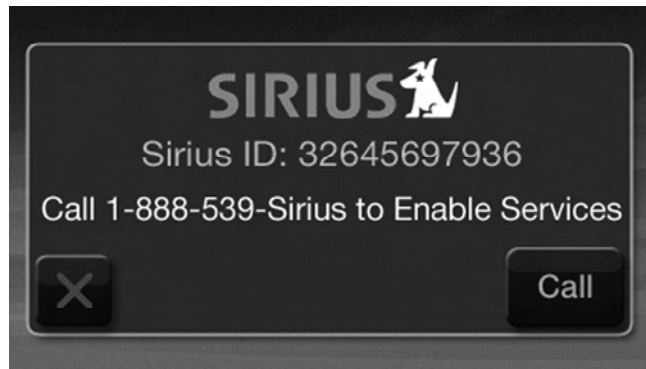 SIRIUS
Sirius ID: 32645697936
Call 1-888-539-Sirius to Enable Services
Call